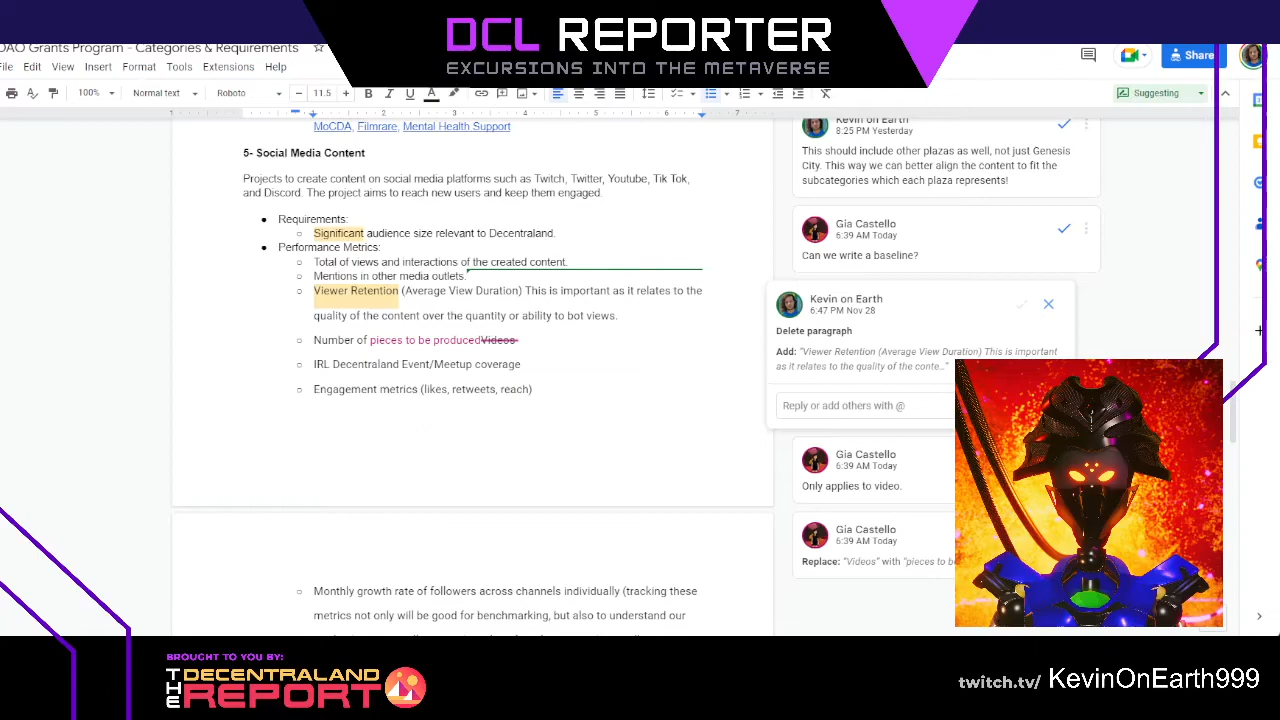 DCL REPORTER
EXCURSIONS INTO THE METAVERSE
DAO Grants Program - Categories & Requirements
File Edit View Insert Format Tools Extensions Help
Share
100% Normal text Roboto 11.5 Suggesting
1 1 2 3 4 5 6 7
MoCDA, Filmrare, Mental Health Support
5- Social Media Content
Projects to create content on social media platforms such as Twitch, Twitter, Youtube, Tik Tok,
and Discord. The project aims to reach new users and keep them engaged.
Requirements:
Significant audience size relevant to Decentraland.
Performance Metrics:
Total of views and interactions of the created content.
Mentions in other media outlets.
Viewer Retention (Average View Duration) This is important as it relates to the
quality of the content over the quantity or ability to bot views.
Number of pieces to be producedVideos
IRL Decentraland Event/Meetup coverage
Engagement metrics (likes, retweets, reach)
Monthly growth rate of followers across channels individually (tracking these
metrics not only will be good for benchmarking, but also to understand our
Kevin on Earth
8:25 PM Yesterday
This should include other plazas as well, not just Genesis
City. This way we can better align the content to fit the
subcategories which each plaza represents!
Gia Castello
6:39 AM Today
Can we write a baseline?
Kevin on Earth
6:47 PM Nov 28
Delete paragraph
Add: “Viewer Retention (Average View Duration) This is important
as it relates to the quality of the conte…”
Reply or add others with @
Gia Castello
6:39 AM Today
Only applies to video.
Gia Castello
6:39 AM Today
Replace: “Videos” with “pieces to be
BROUGHT TO YOU BY:
THE DECENTRALAND
REPORT
twitch.tv/ KevinOnEarth999